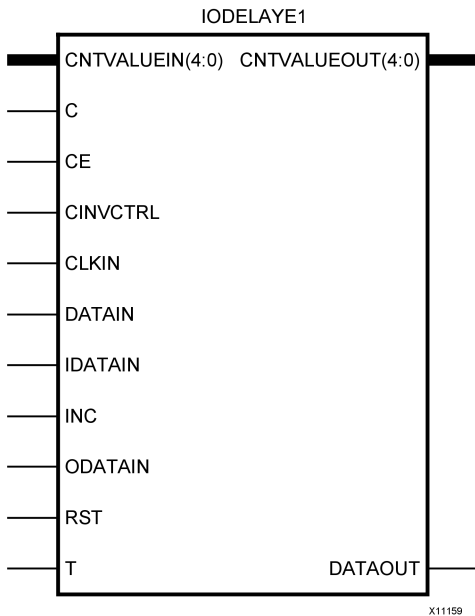 IODELAYE1
CNTVALUEIN(4:0) CNTVALUEOUT(4:0)
C
CE
CINVCTRL
CLKIN
DATAIN
IDATAIN
INC
ODATAIN
RST
T DATAOUT
X11159